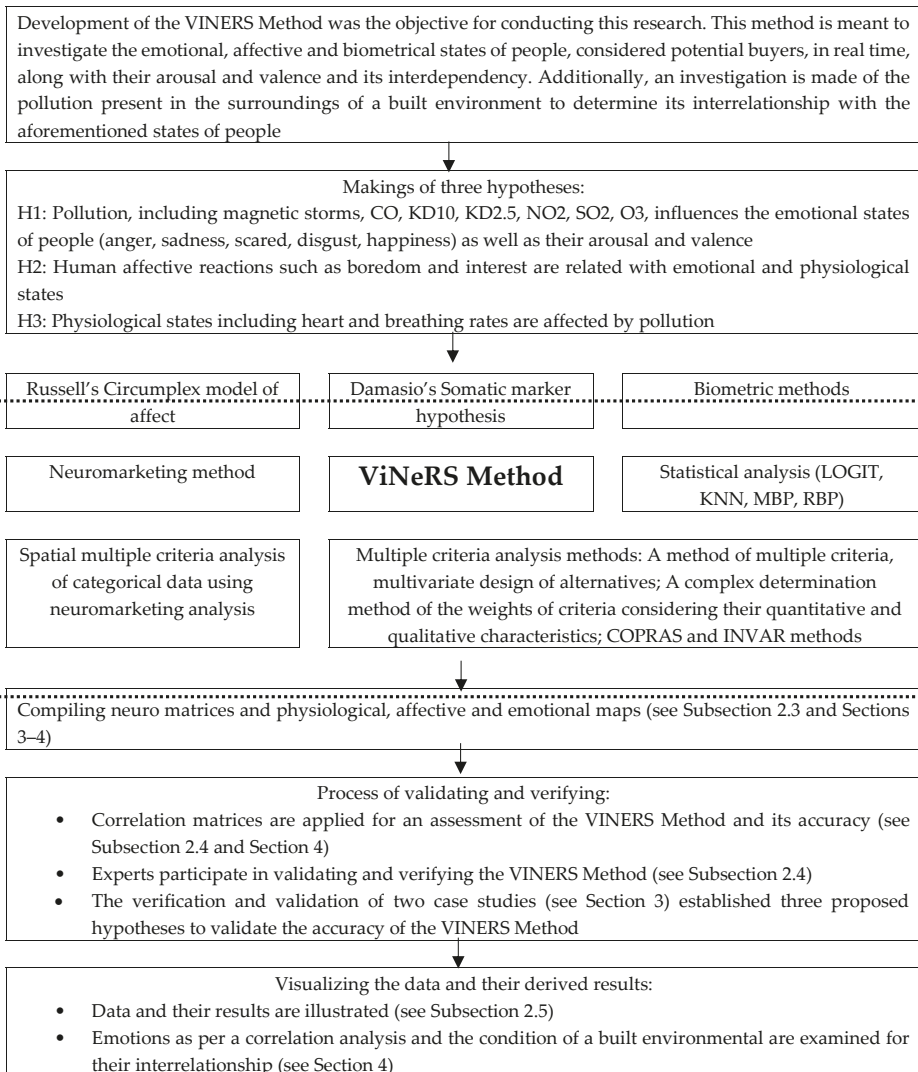 Development of the VINERS Method was the objective for conducting this research. This method is meant to
investigate the emotional, affective and biometrical states of people, considered potential buyers, in real time,
along with their arousal and valence and its interdependency. Additionally, an investigation is made of the
pollution present in the surroundings of a built environment to determine its interrelationship with the
aforementioned states of people
Makings of three hypotheses:
H1: Pollution, including magnetic storms, CO, KD10, KD2.5, NO2, SO2, O3, influences the emotional states
of people (anger, sadness, scared, disgust, happiness) as well as their arousal and valence
H2: Human affective reactions such as boredom and interest are related with emotional and physiological
states
H3: Physiological states including heart and breathing rates are affected by pollution
Russell's Circumplex model of
affect
Damasio's Somatic marker
hypothesis
Biometric methods
Neuromarketing method
ViNeRS Method
Statistical analysis (LOGIT,
KNN, MBP, RBP)
Spatial multiple criteria analysis
of categorical data using
neuromarketing analysis
Multiple criteria analysis methods: A method of multiple criteria,
multivariate design of alternatives; A complex determination
method of the weights of criteria considering their quantitative and
qualitative characteristics; COPRAS and INVAR methods
Compiling neuro matrices and physiological, affective and emotional maps (see Subsection 2.3 and Sections
3–4)
Process of validating and verifying:
• Correlation matrices are applied for an assessment of the VINERS Method and its accuracy (see
Subsection 2.4 and Section 4)
• Experts participate in validating and verifying the VINERS Method (see Subsection 2.4)
• The verification and validation of two case studies (see Section 3) established three proposed
hypotheses to validate the accuracy of the VINERS Method
Visualizing the data and their derived results:
• Data and their results are illustrated (see Subsection 2.5)
• Emotions as per a correlation analysis and the condition of a built environmental are examined for
their interrelationship (see Section 4)